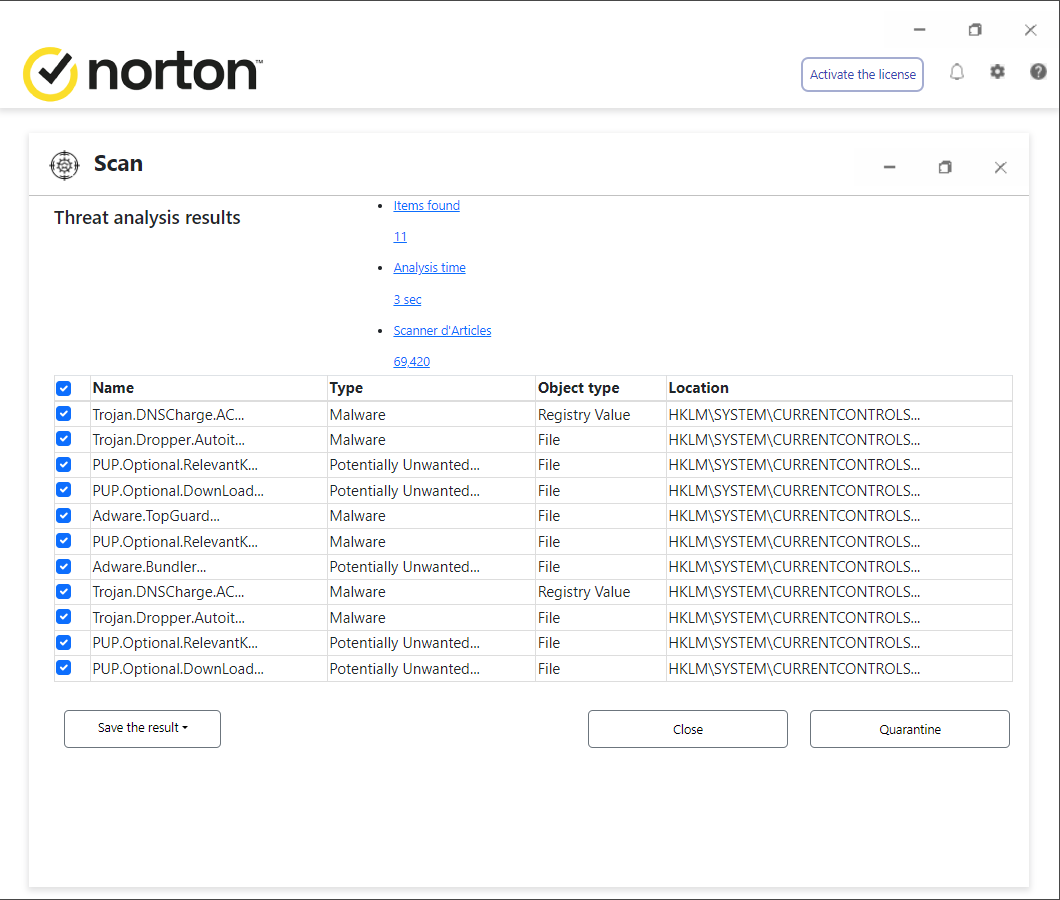 norton™
Activate the license
Scan
Threat analysis results
Items found
11
Analysis time
3 sec
Scanner d'Articles
69,420
Name Type Object type Location
Trojan.DNSCharge.AC... Malware Registry Value HKLM\SYSTEM\CURRENTCONTROLS...
Trojan.Dropper.Autoit... Malware File HKLM\SYSTEM\CURRENTCONTROLS...
PUP.Optional.RelevantK... Potentially Unwanted... File HKLM\SYSTEM\CURRENTCONTROLS...
PUP.Optional.DownLoad... Potentially Unwanted... File HKLM\SYSTEM\CURRENTCONTROLS...
Adware.TopGuard... Malware File HKLM\SYSTEM\CURRENTCONTROLS...
PUP.Optional.RelevantK... Malware File HKLM\SYSTEM\CURRENTCONTROLS...
Adware.Bundler... Potentially Unwanted... File HKLM\SYSTEM\CURRENTCONTROLS...
Trojan.DNSCharge.AC... Malware Registry Value HKLM\SYSTEM\CURRENTCONTROLS...
Trojan.Dropper.Autoit... Malware File HKLM\SYSTEM\CURRENTCONTROLS...
PUP.Optional.RelevantK... Potentially Unwanted... File HKLM\SYSTEM\CURRENTCONTROLS...
PUP.Optional.DownLoad... Potentially Unwanted... File HKLM\SYSTEM\CURRENTCONTROLS...
Save the result Close Quarantine